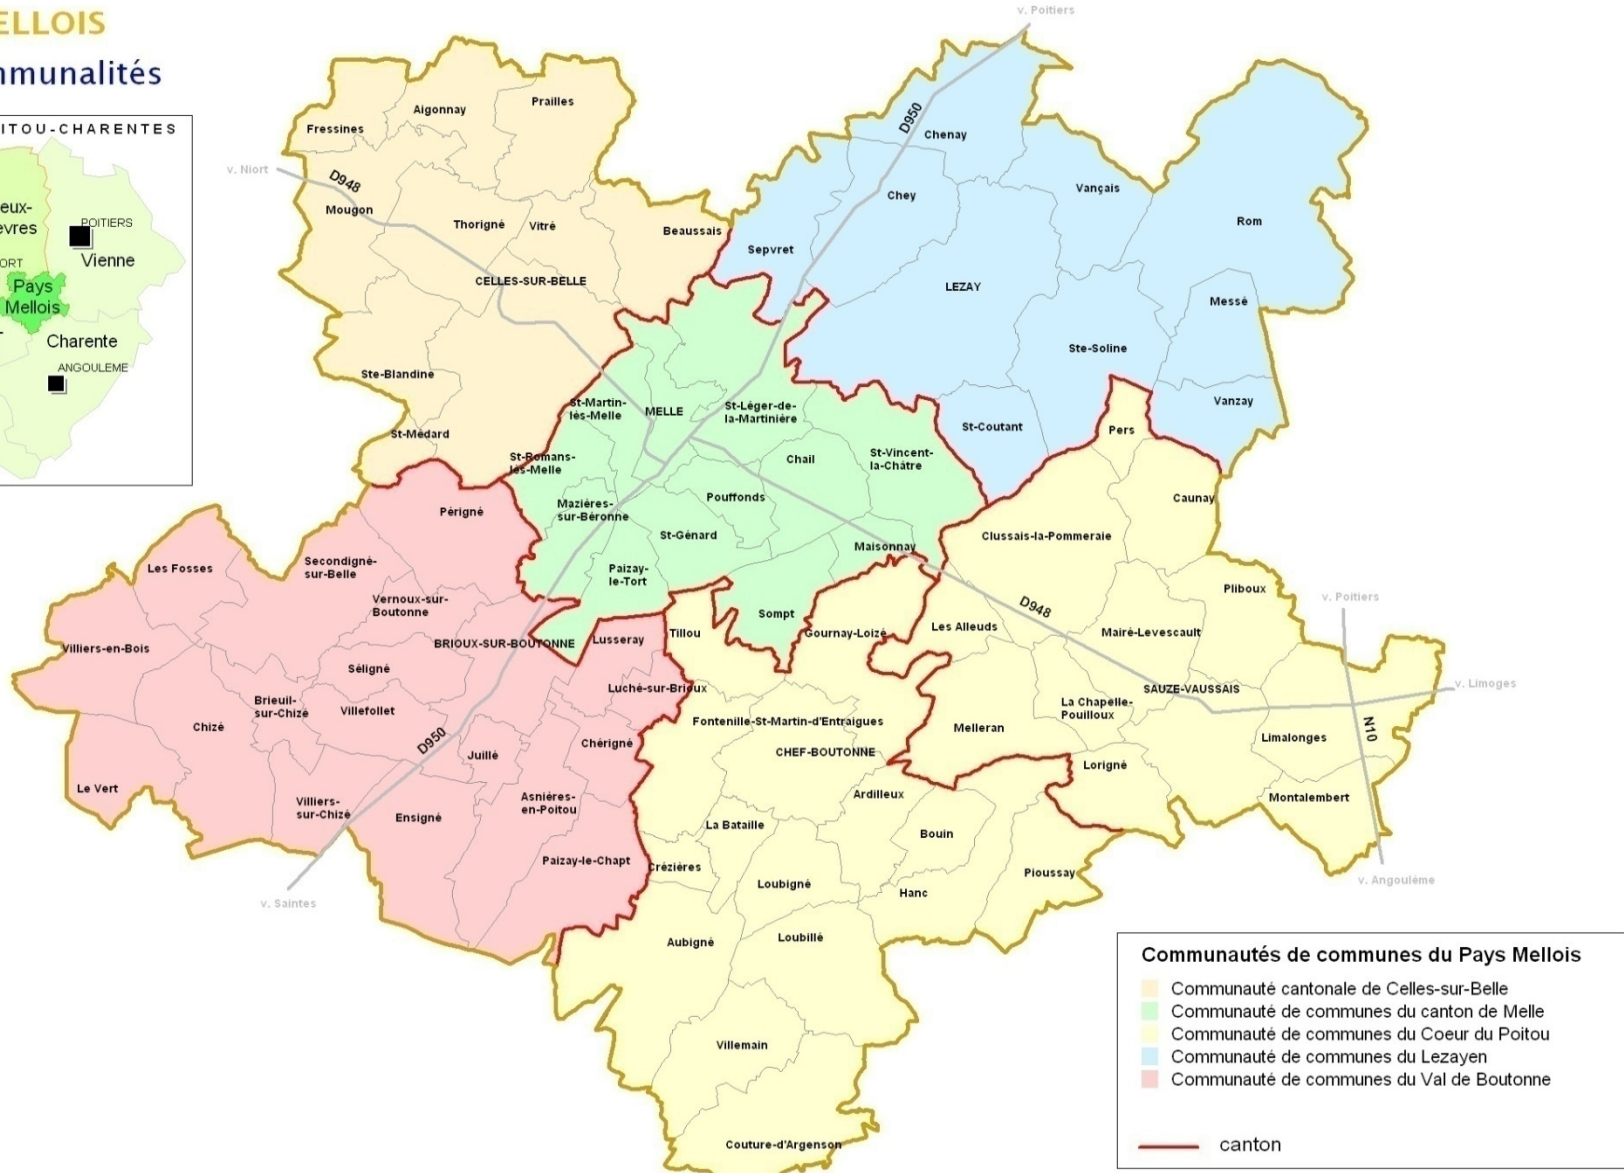 ELLOIS
mmunalités
ITOU-CHARENTES
eux-
evres
POITIERS
Vienne
ORT
Pays
Mellois
Charente
ANGOULEME
v. Poitiers
v. Niort
D948
D950
Fressines
Aigonnay
Prailles
Mougon
Thorigné
Vitré
Beaussais
CELLES-SUR-BELLE
Ste-Blandine
St-Médard
Chenay
Chey
Sepvret
Vançais
Rom
LEZAY
Messé
Ste-Soline
Vanzay
St-Coutant
St-Martin-
lès-Melle
MELLE
St-Léger-de-
la-Martinière
St-Romans-
lès-Melle
Chail
St-Vincent-
la-Châtre
Mazières-
sur-Béronne
Pouffonds
St-Génard
Maisonnay
Paizay-
le-Tort
Sompt
Pers
Caunay
Clussais-la-Pommeraie
Pliboux
v. Poitiers
D948
Les Alleuds
Mairé-Levescault
SAUZE-VAUSSAIS
v. Limoges
La Chapelle-
Pouilloux
Melleran
Limalonges
N10
Lorigné
Montalembert
v. Angoulême
Périgné
Les Fosses
Secondigné-
sur-Belle
Vernoux-sur-
Boutonne
Villiers-en-Bois
BRIOUX-SUR-BOUTONNE
Lusseray
Séligné
Luché-sur-Brioux
Brieuil-
sur-Chizé
Villefollet
Chizé
D950
Juillé
Chérigné
Le Vert
Villiers-
sur-Chizé
Ensigné
Asnières-
en-Poitou
Paizay-le-Chapt
v. Saintes
Tillou
Gournay-Loizé
Fontenille-St-Martin-d'Entraigues
CHEF-BOUTONNE
Ardilleux
La Bataille
Bouin
Crézières
Loubigné
Hanc
Pioussay
Aubigné
Loubillé
Villemain
Couture-d'Argenson
Communautés de communes du Pays Mellois
Communauté cantonale de Celles-sur-Belle
Communauté de communes du canton de Melle
Communauté de communes du Coeur du Poitou
Communauté de communes du Lezayen
Communauté de communes du Val de Boutonne
canton